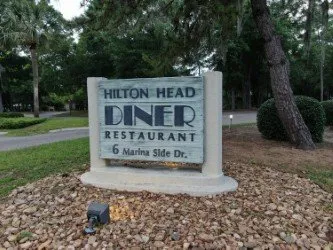 HILTON HEAD
DINER
RESTAURANT
6 Marina Side Dr.